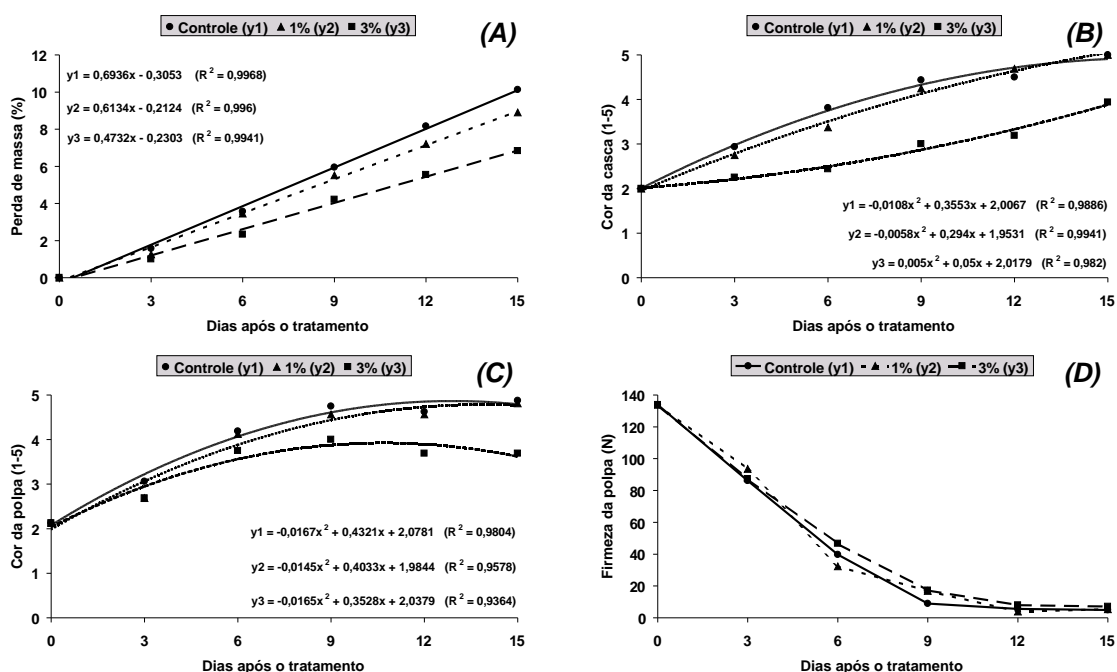 ● Controle (y1) ▲ 1% (y2) ■ 3% (y3)
(A)
y1 = 0,6936x - 0,3053 (R² = 0,9968)
y2 = 0,6134x - 0,2124 (R² = 0,996)
y3 = 0,4732x - 0,2303 (R² = 0,9941)
Perda de massa (%)
12
10
8
6
4
2
0
0 3 6 9 12 15
Dias após o tratamento
● Controle (y1) ▲ 1% (y2) ■ 3% (y3)
(B)
Cor da casca (1-5)
5
4
3
2
1
0
y1 = -0,0108x² + 0,3553x + 2,0067 (R² = 0,9886)
y2 = -0,0058x² + 0,294x + 1,9531 (R² = 0,9941)
y3 = 0,005x² + 0,05x + 2,0179 (R² = 0,982)
0 3 6 9 12 15
Dias após o tratamento
● Controle (y1) ▲ 1% (y2) ■ 3% (y3)
(C)
Cor da polpa (1-5)
5
4
3
2
1
0
y1 = -0,0167x² + 0,4321x + 2,0781 (R² = 0,9804)
y2 = -0,0145x² + 0,4033x + 1,9844 (R² = 0,9578)
y3 = -0,0165x² + 0,3528x + 2,0379 (R² = 0,9364)
0 3 6 9 12 15
Dias após o tratamento
Controle (y1) 1% (y2) 3% (y3)
(D)
Firmeza da polpa (N)
140
120
100
80
60
40
20
0
0 3 6 9 12 15
Dias após o tratamento